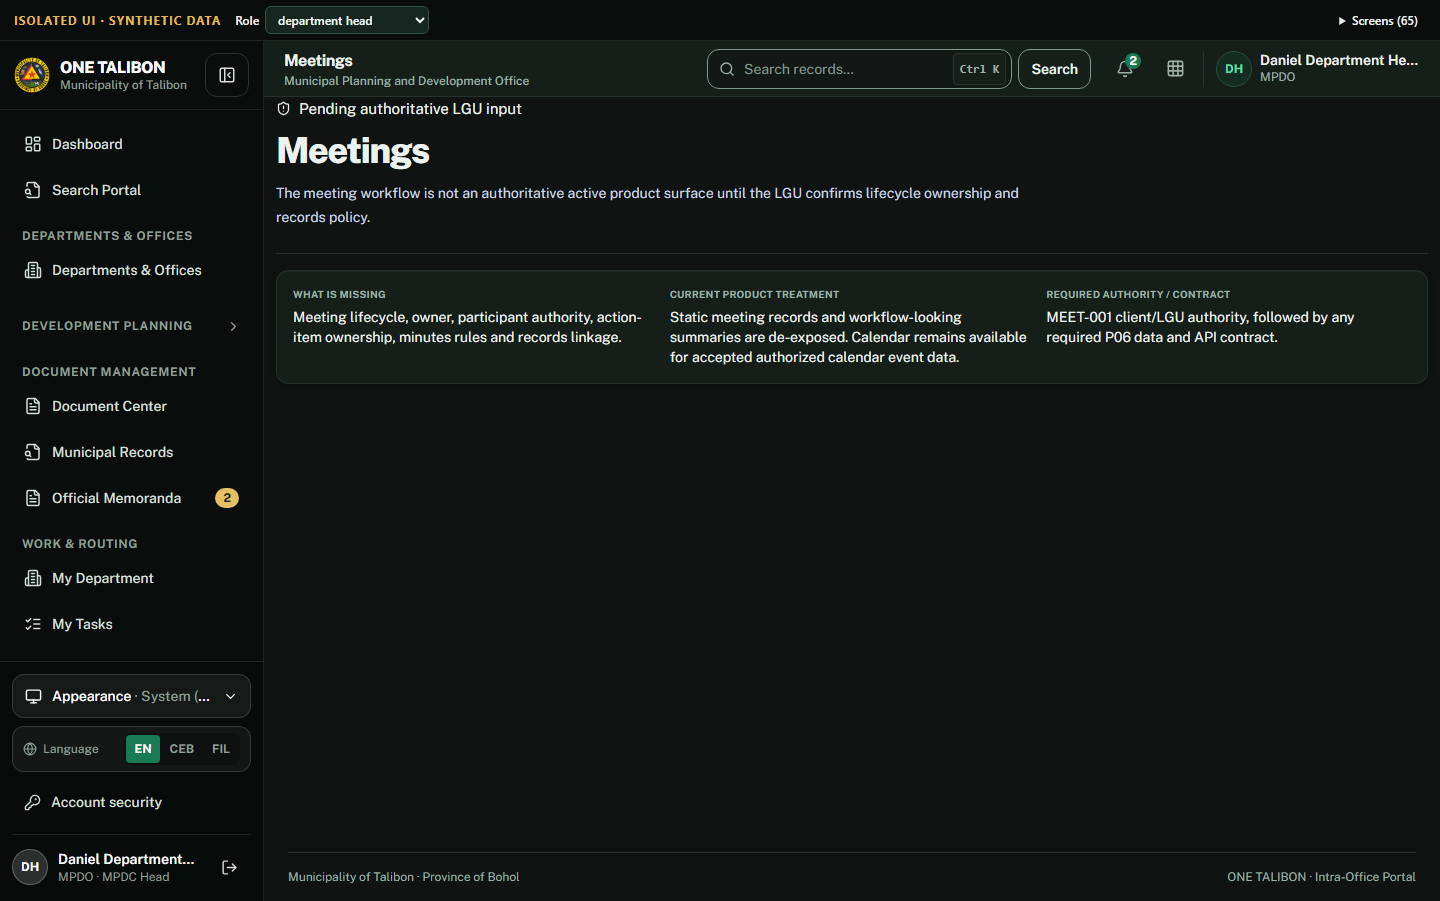 ISOLATED UI · SYNTHETIC DATA
Role
department head
Screens (65)
ONE TALIBON
Municipality of Talibon
Meetings
Municipal Planning and Development Office
Search records...
Ctrl K
Search
2
DH
Daniel Department He...
MPDO
Dashboard
Search Portal
DEPARTMENTS & OFFICES
Departments & Offices
DEVELOPMENT PLANNING
DOCUMENT MANAGEMENT
Document Center
Municipal Records
Official Memoranda
2
WORK & ROUTING
My Department
My Tasks
Appearance · System (...
Language
EN
CEB
FIL
Account security
DH
Daniel Department...
MPDO · MPDC Head
Pending authoritative LGU input
Meetings
The meeting workflow is not an authoritative active product surface until the LGU confirms lifecycle ownership and
records policy.
WHAT IS MISSING
Meeting lifecycle, owner, participant authority, action-
item ownership, minutes rules and records linkage.
CURRENT PRODUCT TREATMENT
Static meeting records and workflow-looking
summaries are de-exposed. Calendar remains available
for accepted authorized calendar event data.
REQUIRED AUTHORITY / CONTRACT
MEET-001 client/LGU authority, followed by any
required P06 data and API contract.
Municipality of Talibon · Province of Bohol
ONE TALIBON · Intra-Office Portal